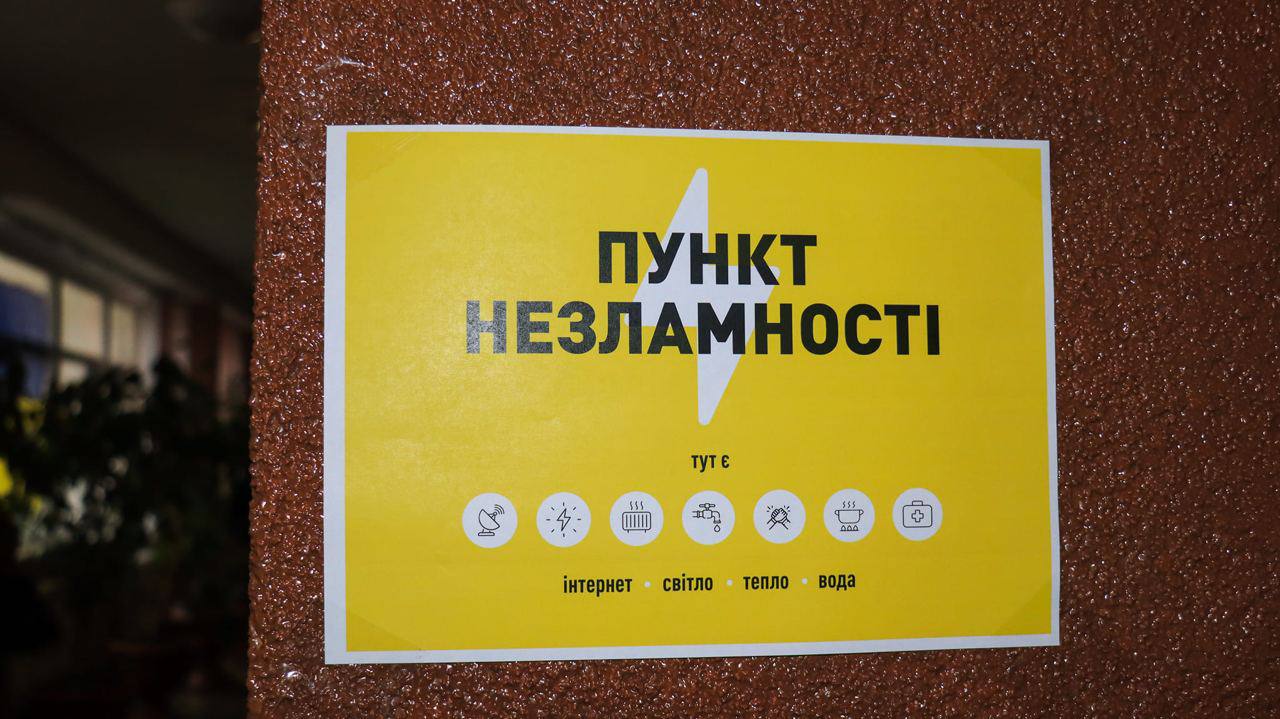 ПУНКТ
НЕЗЛАМНОСТІ
тут є
інтернет • світло • тепло • вода